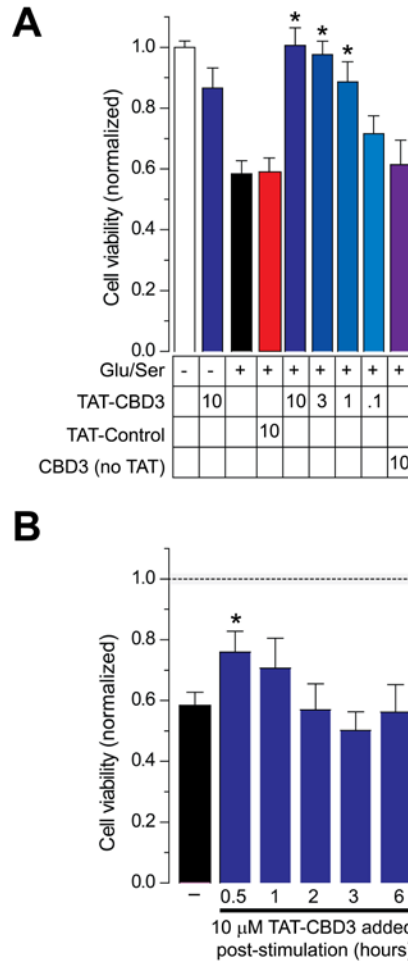 A
* * *
1.0
0.8
0.6
0.4
0.2
0.0
Cell viability (normalized)
Glu/Ser - - + + + + + + +
TAT-CBD3 10 10 3 1 .1
TAT-Control 10
CBD3 (no TAT) 10
B
*
1.0
0.8
0.6
0.4
0.2
0.0
Cell viability (normalized)
– 0.5 1 2 3 6
10 µM TAT-CBD3 added
post-stimulation (hours